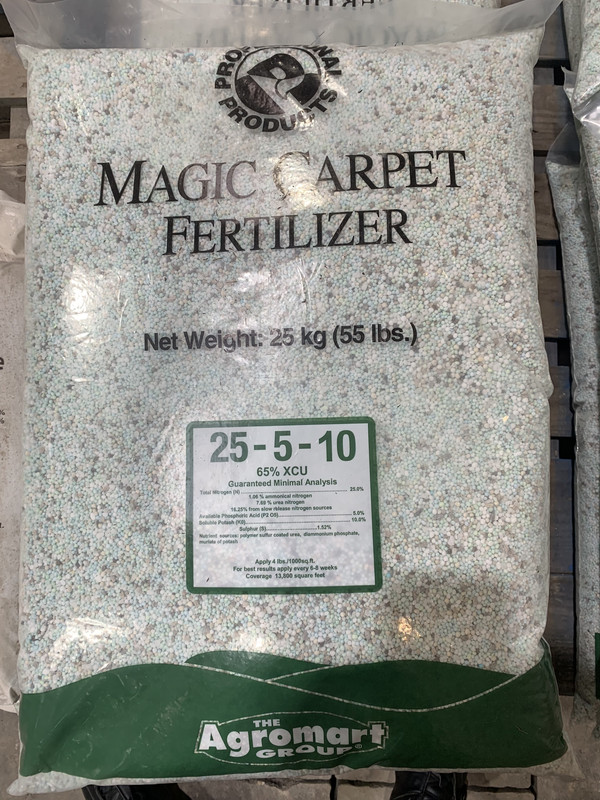 PROFESSIONAL
PRODUCTS
MAGIC CARPET
FERTILIZER
Net Weight: 25 kg (55 lbs.)
25-5-10
65% XCU
Guaranteed Minimal Analysis
Total Nitrogen (N) 25.0%
1.06 % ammonical nitrogen
7.69 % urea nitrogen
16.25% from slow release nitrogen sources
Available Phosphoric Acid (P2 O5) 5.0%
Soluble Potash (K2) 10.0%
Sulphur (S) 1.52%
Nutrient sources: polymer sulfur coated urea, diammonium phosphate,
muriate of potash
Apply 4 lbs./1000sq.ft.
For best results apply every 6-8 weeks
Coverage 13,800 square feet
THE
Agromart
GROUP